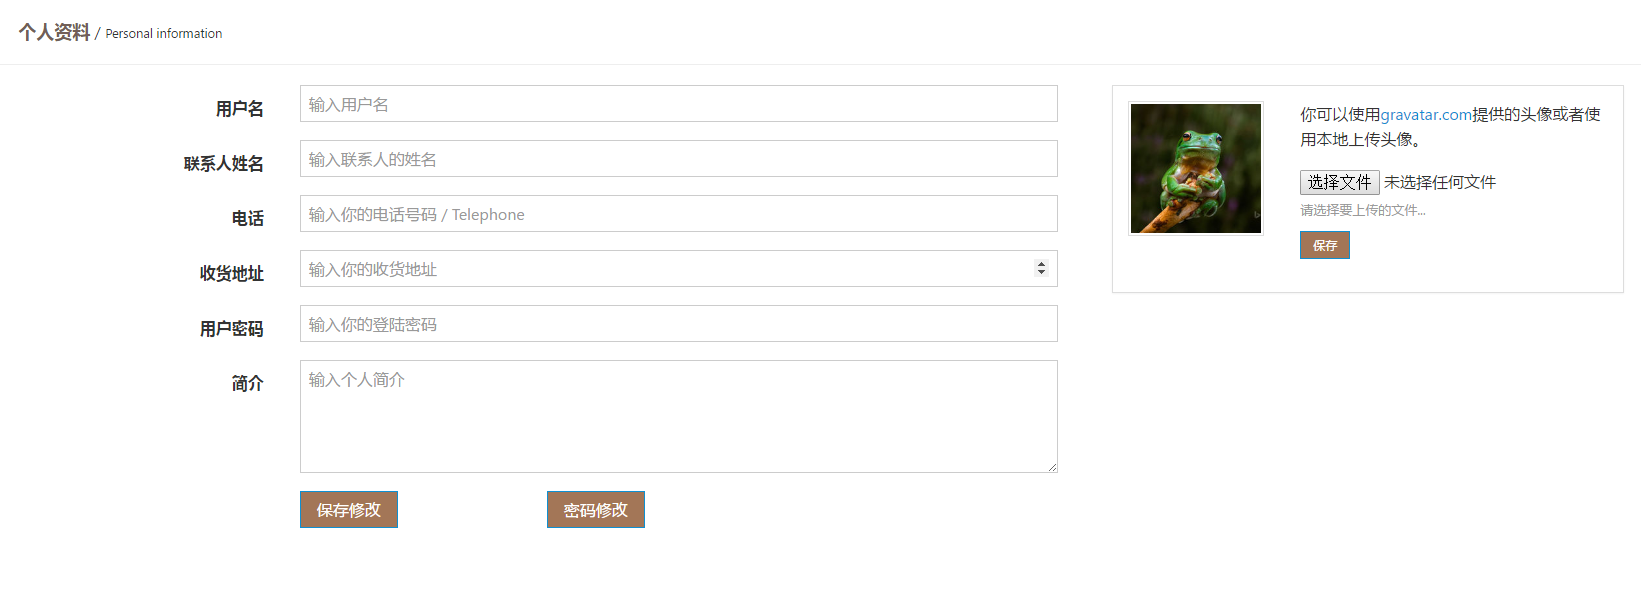 个人资料 / Personal information
用户名 输入用户名
联系人姓名 输入联系人的姓名
电话 输入你的电话号码 / Telephone
收货地址 输入你的收货地址
用户密码 输入你的登陆密码
简介 输入个人简介
保存修改 密码修改
你可以使用gravatar.com提供的头像或者使
用本地上传头像。
选择文件 未选择任何文件
请选择要上传的文件...
保存